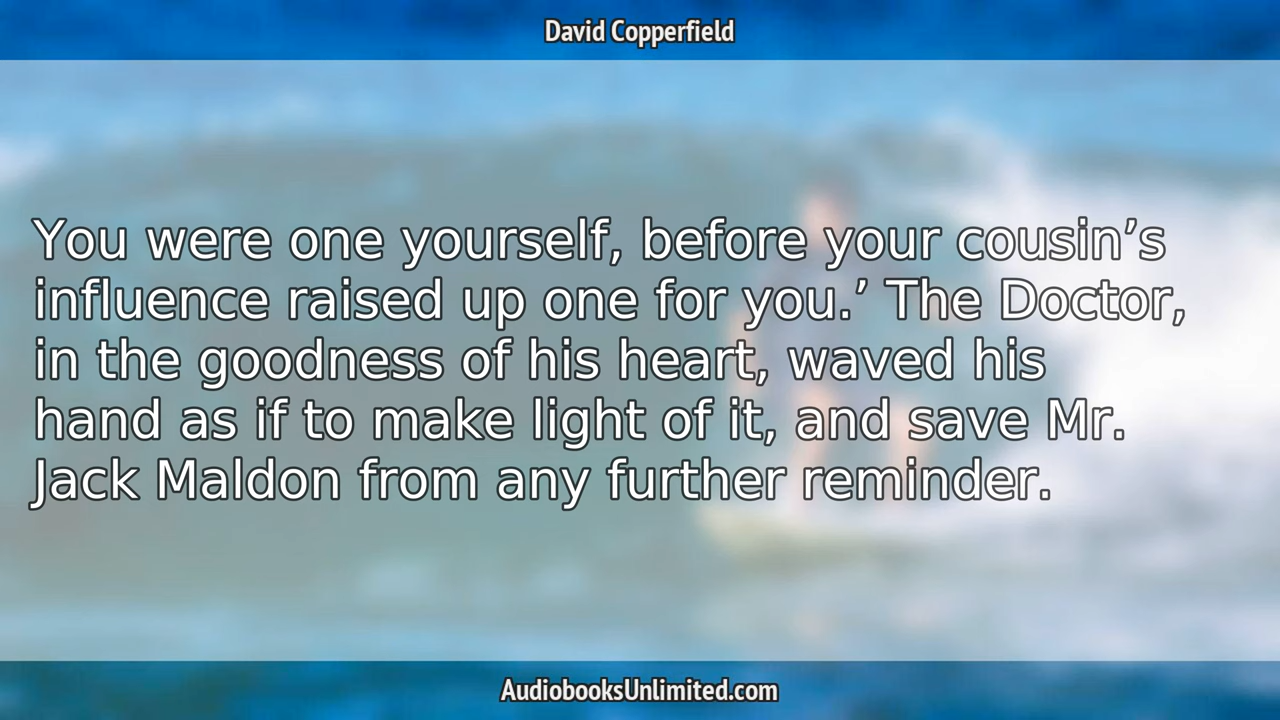 David Copperfield
You were one yourself, before your cousin’s
influence raised up one for you.’ The Doctor,
in the goodness of his heart, waved his
hand as if to make light of it, and save Mr.
Jack Maldon from any further reminder.
AudiobooksUnlimited.com